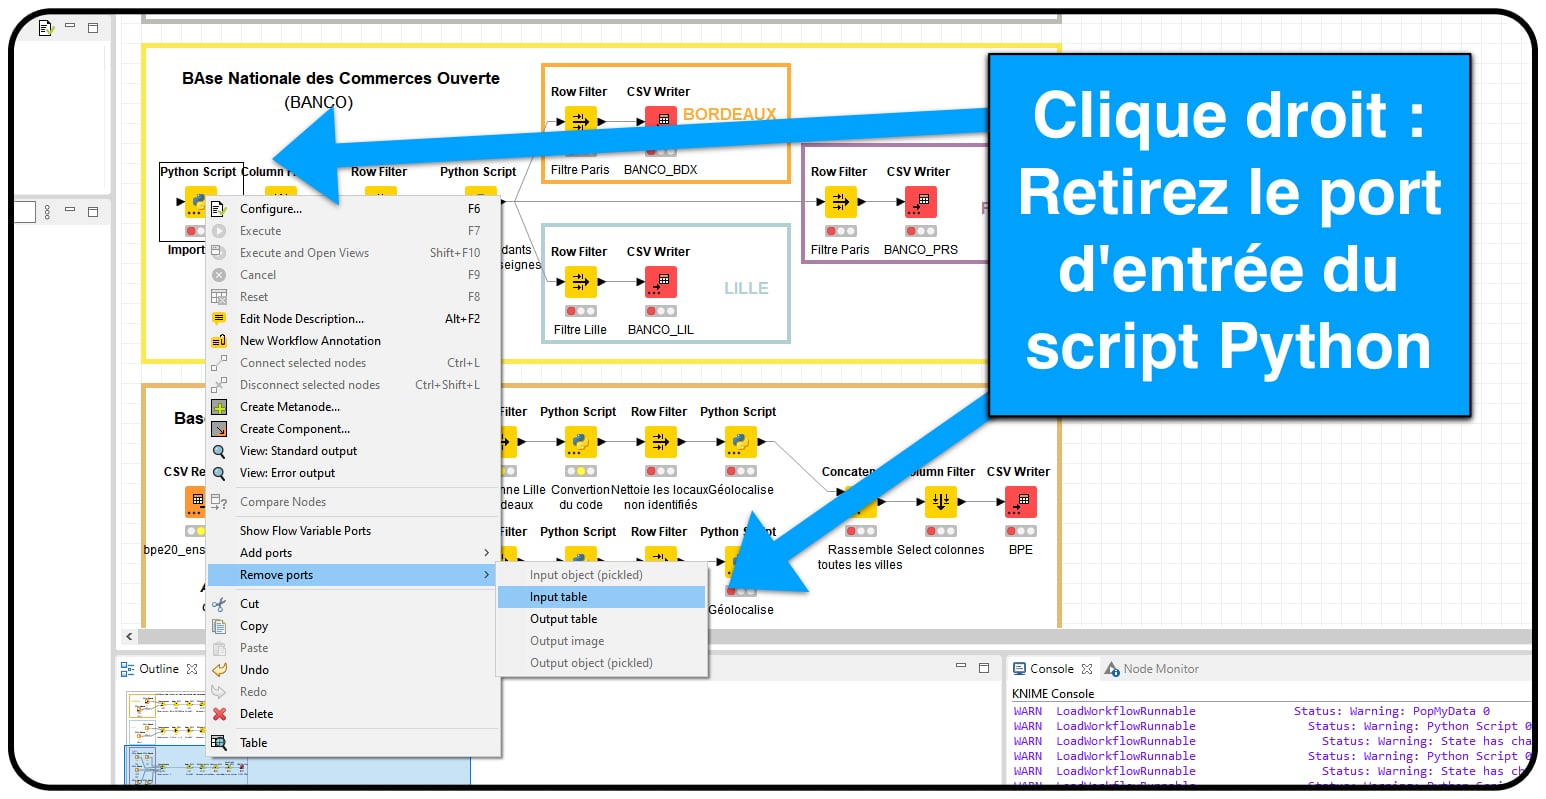 BAse Nationale des Commerces Ouverte
(BANCO)
Row Filter
CSV Writer
BORDEAUX
Filtre Paris
BANCO_BDX
Clique droit :
Retirez le port
d'entrée du
script Python
Python Script
Column
Row Filter
Python Script
Import
Row Filter
CSV Writer
Filtre Paris
BANCO_PRS
Row Filter
CSV Writer
LILLE
Filtre Lille
BANCO_LIL
dants
seignes
Configure... F6
Execute F7
Execute and Open Views Shift+F10
Cancel F9
Reset F8
Edit Node Description... Alt+F2
New Workflow Annotation
Connect selected nodes Ctrl+L
Disconnect selected nodes Ctrl+Shift+L
Create Metanode...
Create Component...
View: Standard output
View: Error output
Compare Nodes
Show Flow Variable Ports
Add ports
Remove ports
Cut
Copy
Paste
Undo
Redo
Delete
Table
Input object (pickled)
Input table
Output table
Output image
Output object (pickled)
Bas
CSV Re
bpe20_ens
Filter
Python Script
Row Filter
Python Script
nne Lille
deaux
Convertion
du code
Nettoie les locaux
non identifiés
Géolocalise
Filter
Python Script
Row Filter
Python Script
Géolocalise
Concaten
olumn Filter
CSV Writer
Rassemble
toutes les villes
Select colonnes
BPE
Outline
Console
Node Monitor
KNIME Console
WARN LoadWorkflowRunnable Status: Warning: PopMyData 0
WARN LoadWorkflowRunnable Status: Warning: Python Script 0
WARN LoadWorkflowRunnable Status: Warning: State has cha
WARN LoadWorkflowRunnable Status: Warning: Python Script 0
WARN LoadWorkflowRunnable Status: Warning: State has ch